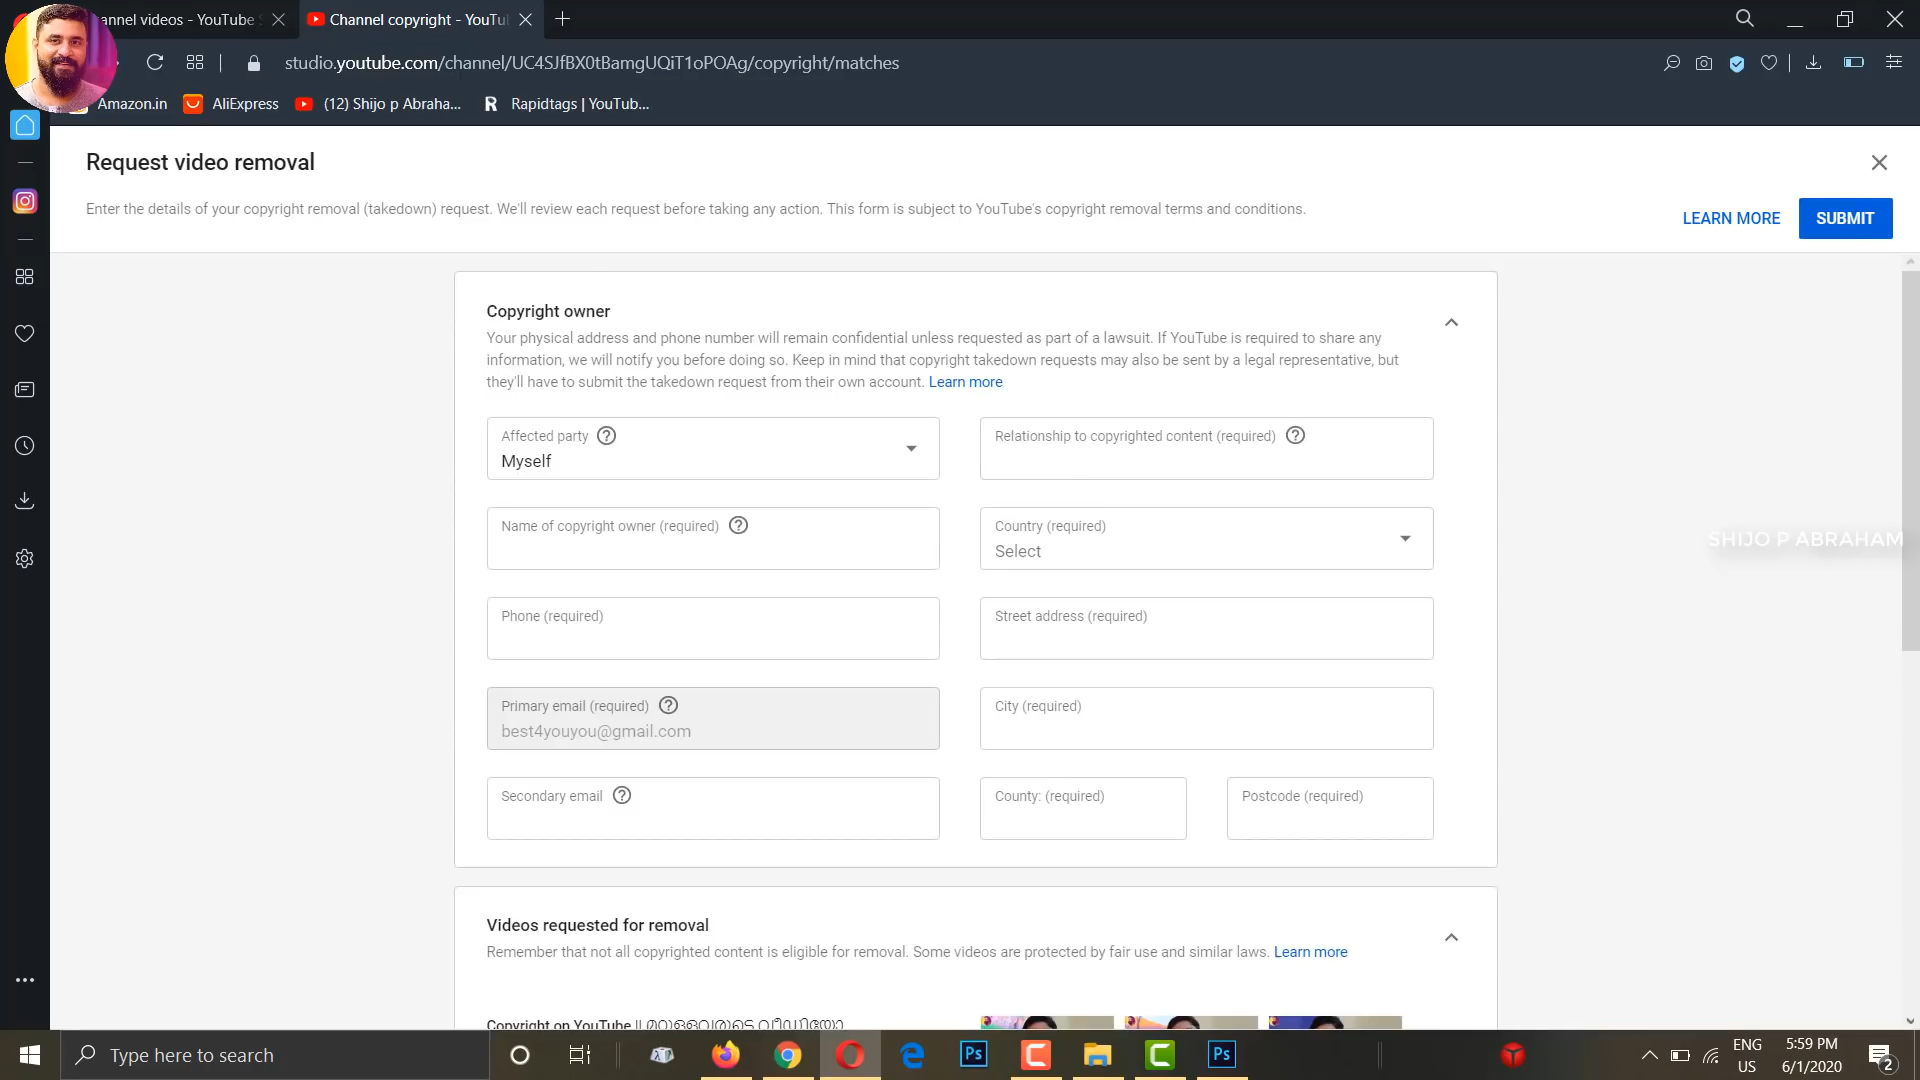 annel videos - YouTube S
Channel copyright - YouTu
studio.youtube.com/channel/UC4SJfBX0tBamgUQiT1oPOAg/copyright/matches
Amazon.in
AliExpress
(12) Shijo p Abraha...
Rapidtags | YouTub...
Request video removal
Enter the details of your copyright removal (takedown) request. We'll review each request before taking any action. This form is subject to YouTube's copyright removal terms and conditions.
LEARN MORE
SUBMIT
Copyright owner
Your physical address and phone number will remain confidential unless requested as part of a lawsuit. If YouTube is required to share any
information, we will notify you before doing so. Keep in mind that copyright takedown requests may also be sent by a legal representative, but
they'll have to submit the takedown request from their own account. Learn more
Affected party
Myself
Relationship to copyrighted content (required)
Name of copyright owner (required)
Country (required)
Select
SHIJO P ABRAHAM
Phone (required)
Street address (required)
Primary email (required)
best4youyou@gmail.com
City (required)
Secondary email
County: (required)
Postcode (required)
Videos requested for removal
Remember that not all copyrighted content is eligible for removal. Some videos are protected by fair use and similar laws. Learn more
Copyright on YouTube || മറ്റുള്ളവരുടെ വീഡിയോ
Type here to search
Ps
Ps
ENG
US
5:59 PM
6/1/2020
2